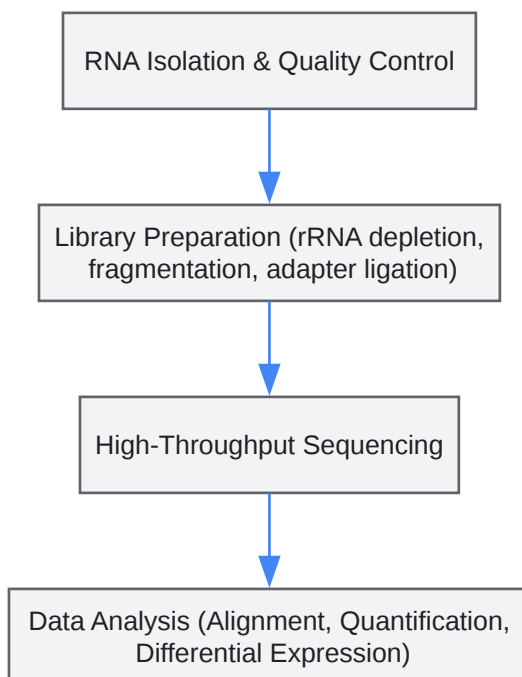 RNA Isolation & Quality Control
Library Preparation (rRNA depletion,
fragmentation, adapter ligation)
High-Throughput Sequencing
Data Analysis (Alignment, Quantification,
Differential Expression)